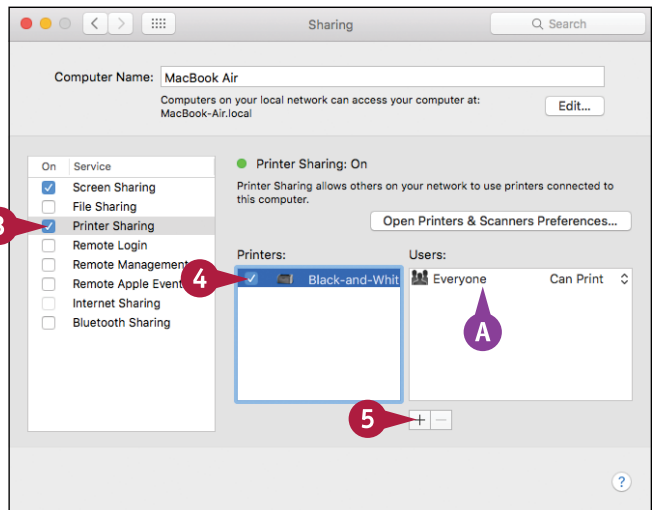 Sharing
Search
Computer Name: MacBook Air
Computers on your local network can access your computer at:
MacBook-Air.local
Edit...
On Service
Screen Sharing
File Sharing
Printer Sharing
Remote Login
Remote Management
Remote Apple Event
Internet Sharing
Bluetooth Sharing
3
Printer Sharing: On
Printer Sharing allows others on your network to use printers connected to
this computer.
Open Printers & Scanners Preferences...
Printers:
Users:
4
Black-and-Whit
Everyone Can Print
A
5
+ −
?